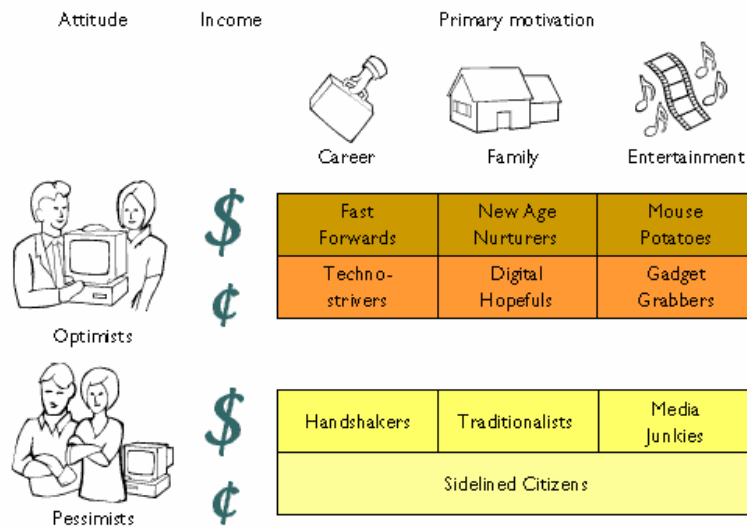 Attitude Income Primary motivation
Career Family Entertainment
$ Fast New Age Mouse
Forwards Nurturers Potatoes
¢ Techno- Digital Gadget
strivers Hopefuls Grabbers
Optimists
$ Handshakers Traditionalists Media
Junkies
¢ Sidelined Citizens
Pessimists